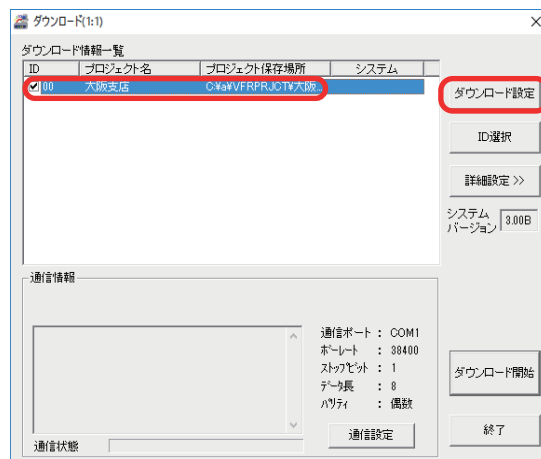 ダウンロード(1:1)
ダウンロード情報一覧
ID プロジェクト名 プロジェクト保存場所 システム
00 大阪支店 C:¥a¥VFRPRJCT¥大阪...
ダウンロード設定
ID選択
詳細設定 >>
システム
バージョン 3.00B
通信情報
通信ポート : COM1
ボーレート : 38400
ストップビット : 1
データ長 : 8
パリティ : 偶数
通信設定
通信状態
ダウンロード開始
終了